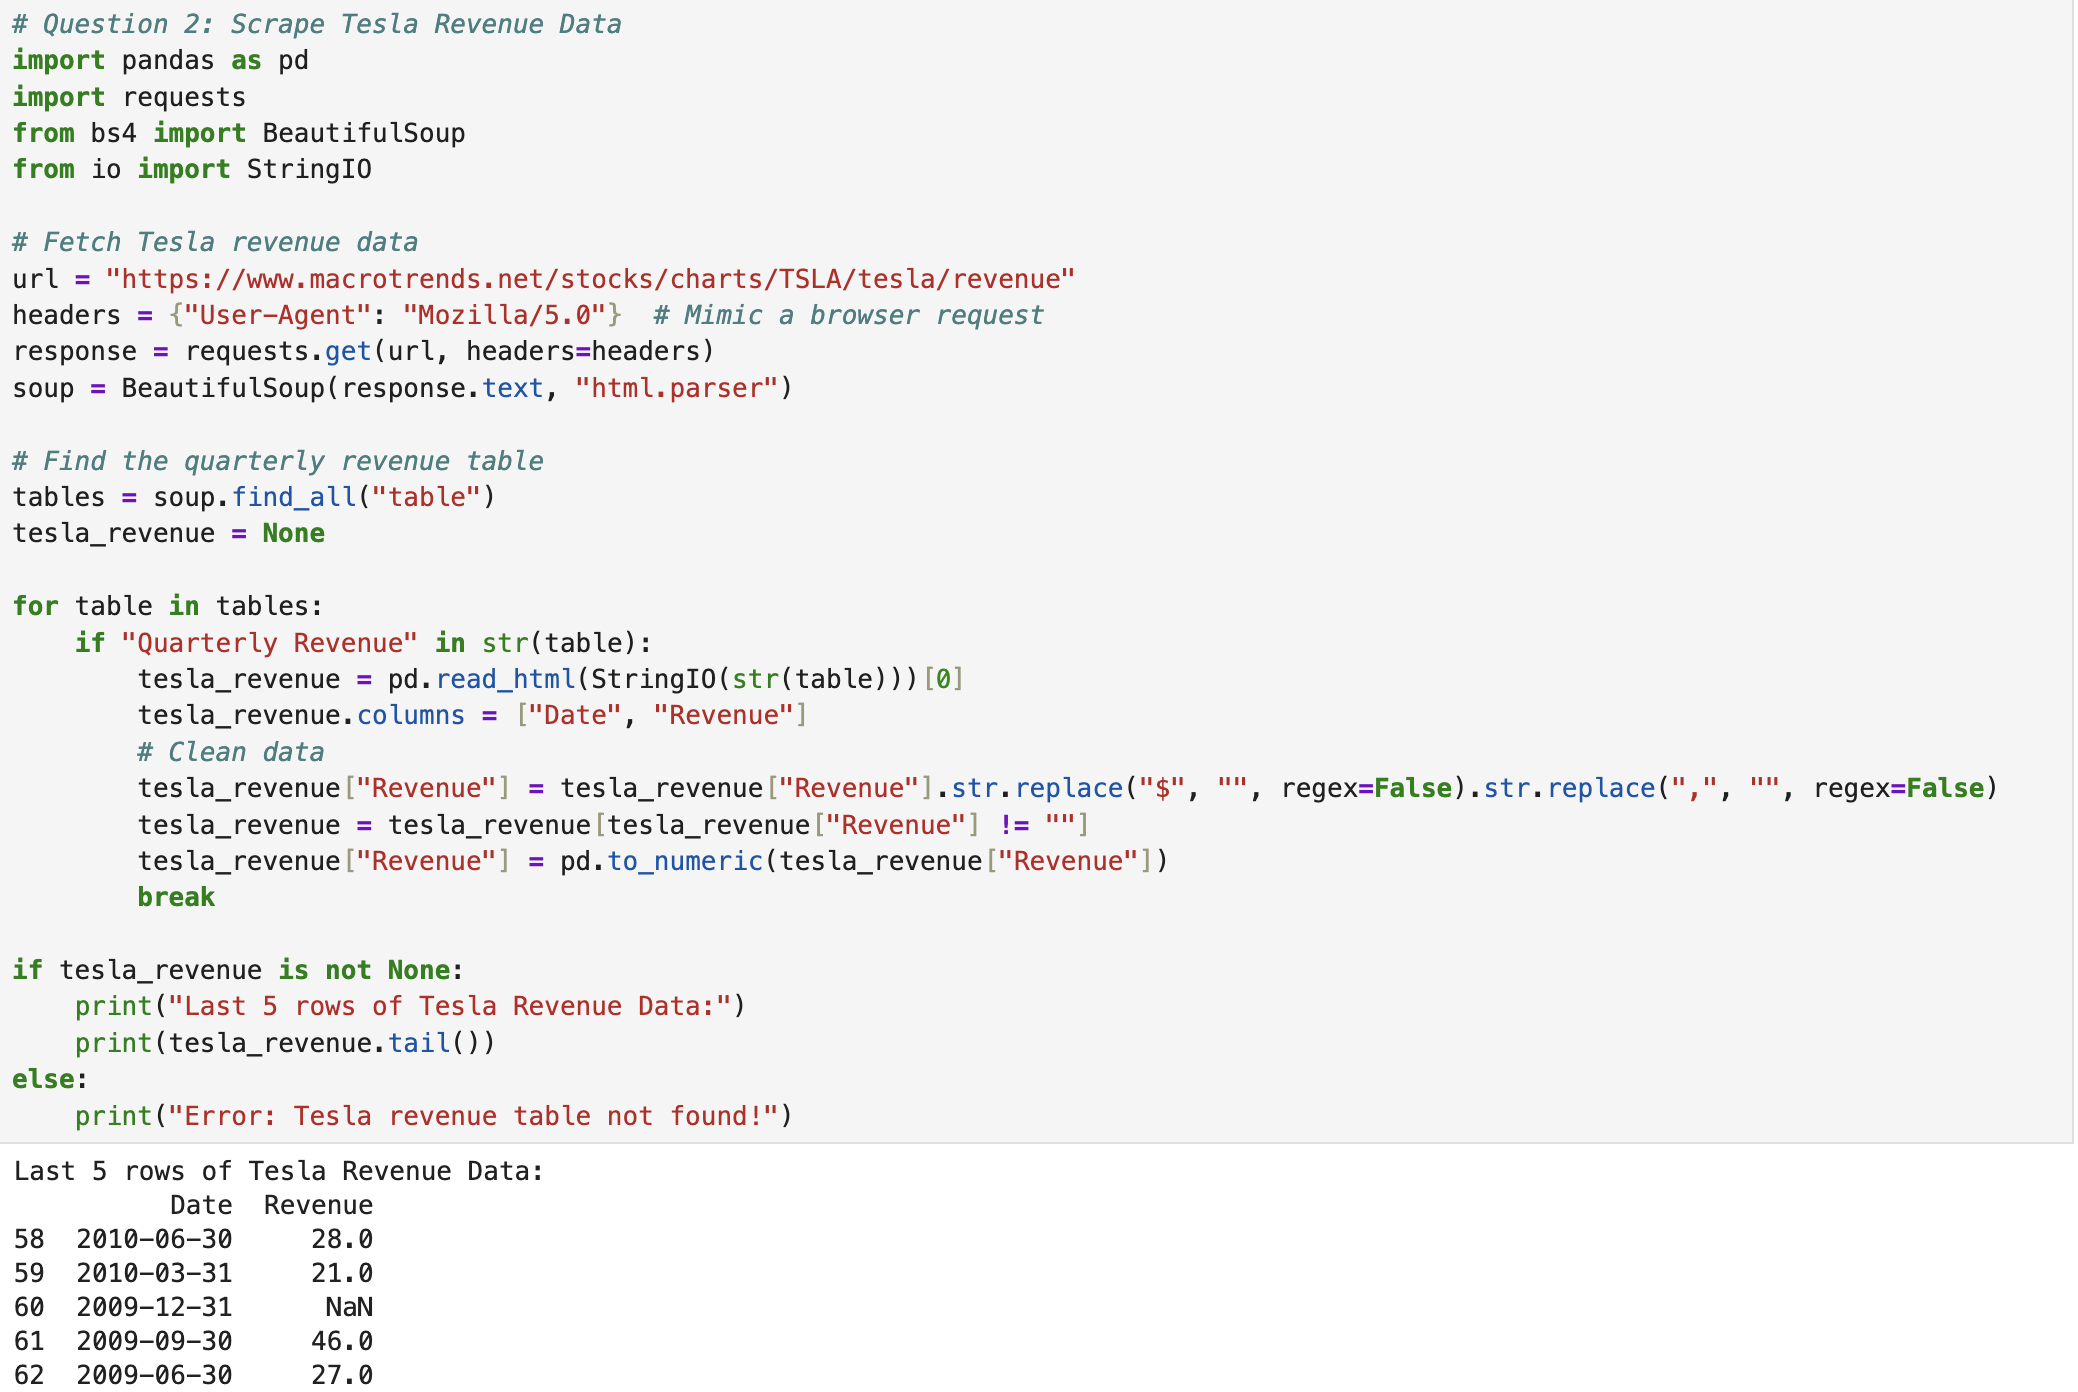 # Question 2: Scrape Tesla Revenue Data
import pandas as pd
import requests
from bs4 import BeautifulSoup
from io import StringIO

# Fetch Tesla revenue data
url = "https://www.macrotrends.net/stocks/charts/TSLA/tesla/revenue"
headers = {"User-Agent": "Mozilla/5.0"}  # Mimic a browser request
response = requests.get(url, headers=headers)
soup = BeautifulSoup(response.text, "html.parser")

# Find the quarterly revenue table
tables = soup.find_all("table")
tesla_revenue = None

for table in tables:
    if "Quarterly Revenue" in str(table):
        tesla_revenue = pd.read_html(StringIO(str(table)))[0]
        tesla_revenue.columns = ["Date", "Revenue"]
        # Clean data
        tesla_revenue["Revenue"] = tesla_revenue["Revenue"].str.replace("$", "", regex=False).str.replace(",", "", regex=False)
        tesla_revenue = tesla_revenue[tesla_revenue["Revenue"] != ""]
        tesla_revenue["Revenue"] = pd.to_numeric(tesla_revenue["Revenue"])
        break

if tesla_revenue is not None:
    print("Last 5 rows of Tesla Revenue Data:")
    print(tesla_revenue.tail())
else:
    print("Error: Tesla revenue table not found!")
Last 5 rows of Tesla Revenue Data:
          Date  Revenue
58  2010-06-30     28.0
59  2010-03-31     21.0
60  2009-12-31      NaN
61  2009-09-30     46.0
62  2009-06-30     27.0